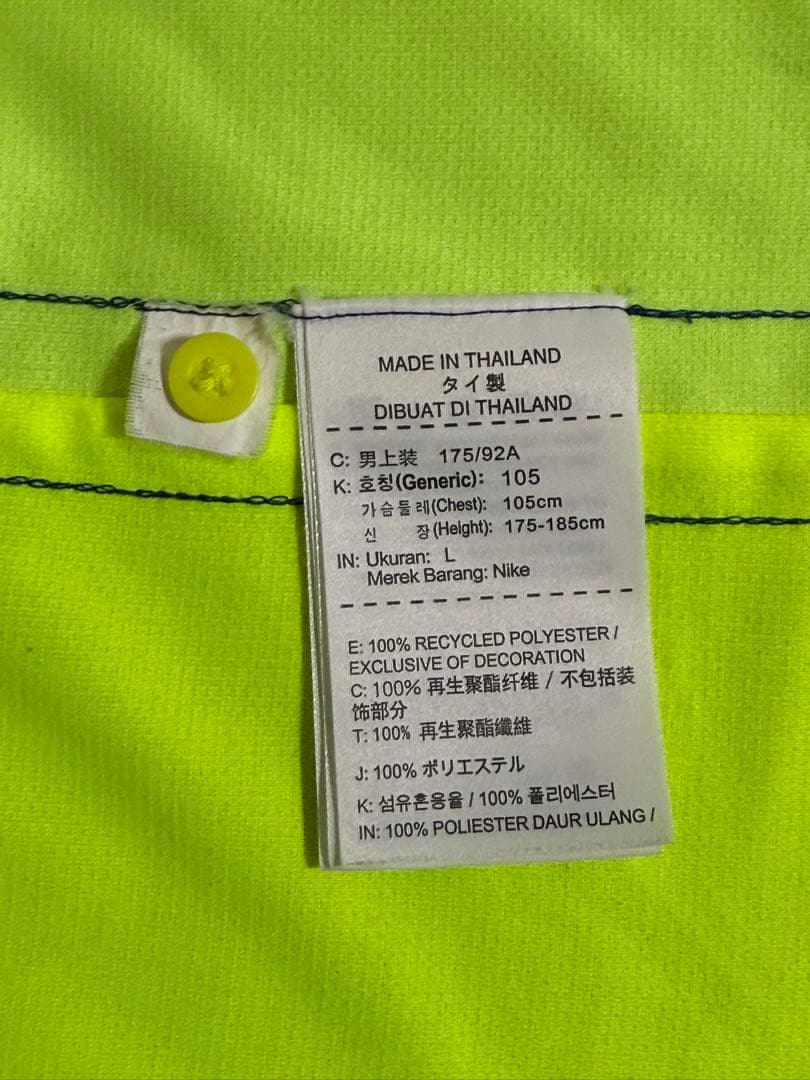 MADE IN THAILAND
タイ製
DIBUAT DI THAILAND
C: 男上装 175/92A
K: 호칭(Generic): 105
가슴둘레(Chest): 105cm
신 장(Height): 175-185cm
IN: Ukuran: L
Merek Barang: Nike
E: 100% RECYCLED POLYESTER /
EXCLUSIVE OF DECORATION
C: 100% 再生聚酯纤维 / 不包括装
饰部分
T: 100% 再生聚酯纖維
J: 100% ポリエステル
K: 섬유혼용율 / 100% 폴리에스터
IN: 100% POLIESTER DAUR ULANG /